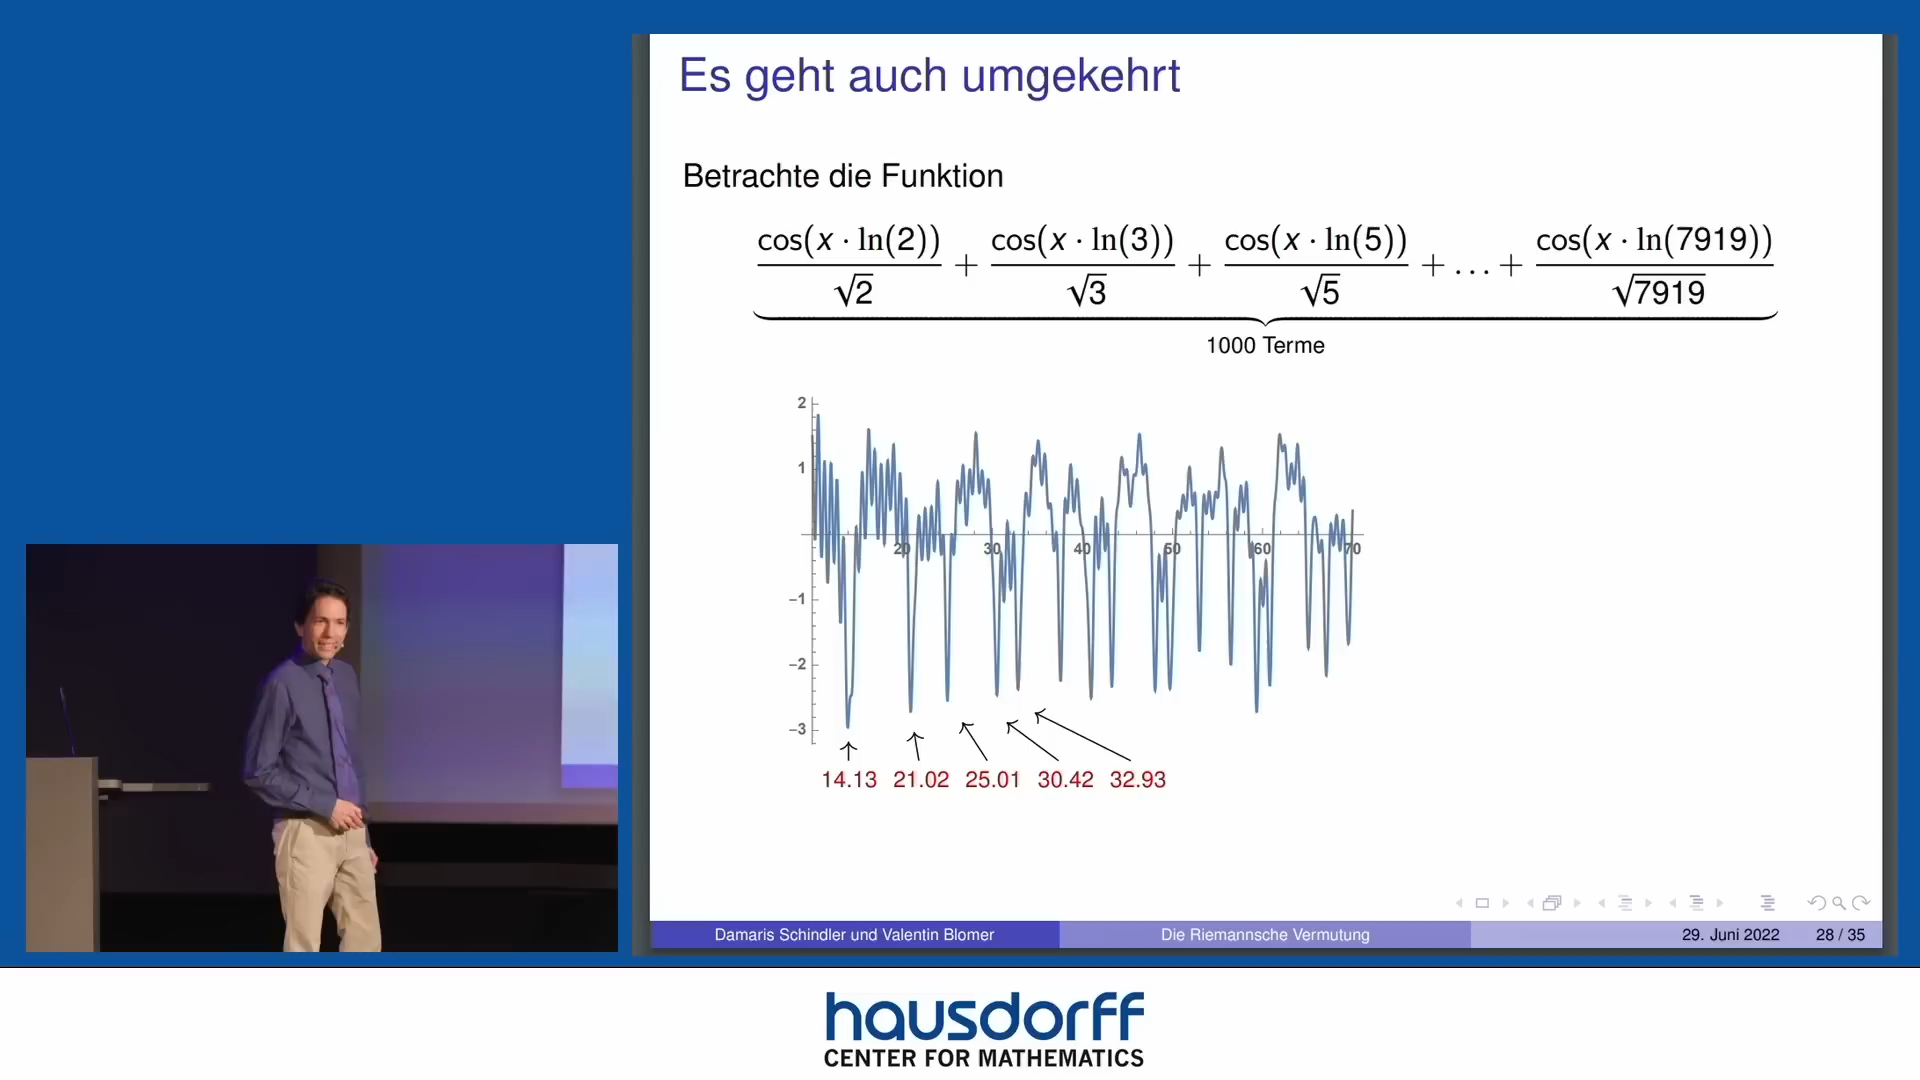 Es geht auch umgekehrt
Betrachte die Funktion
cos(x · ln(2))/√2 + cos(x · ln(3))/√3 + cos(x · ln(5))/√5 + ... + cos(x · ln(7919))/√7919
1000 Terme
2
1
20 30 40 50 60 70
−1
−2
−3
14.13 21.02 25.01 30.42 32.93
Damaris Schindler und Valentin Blomer Die Riemannsche Vermutung 29. Juni 2022 28 / 35
hausdorff
CENTER FOR MATHEMATICS